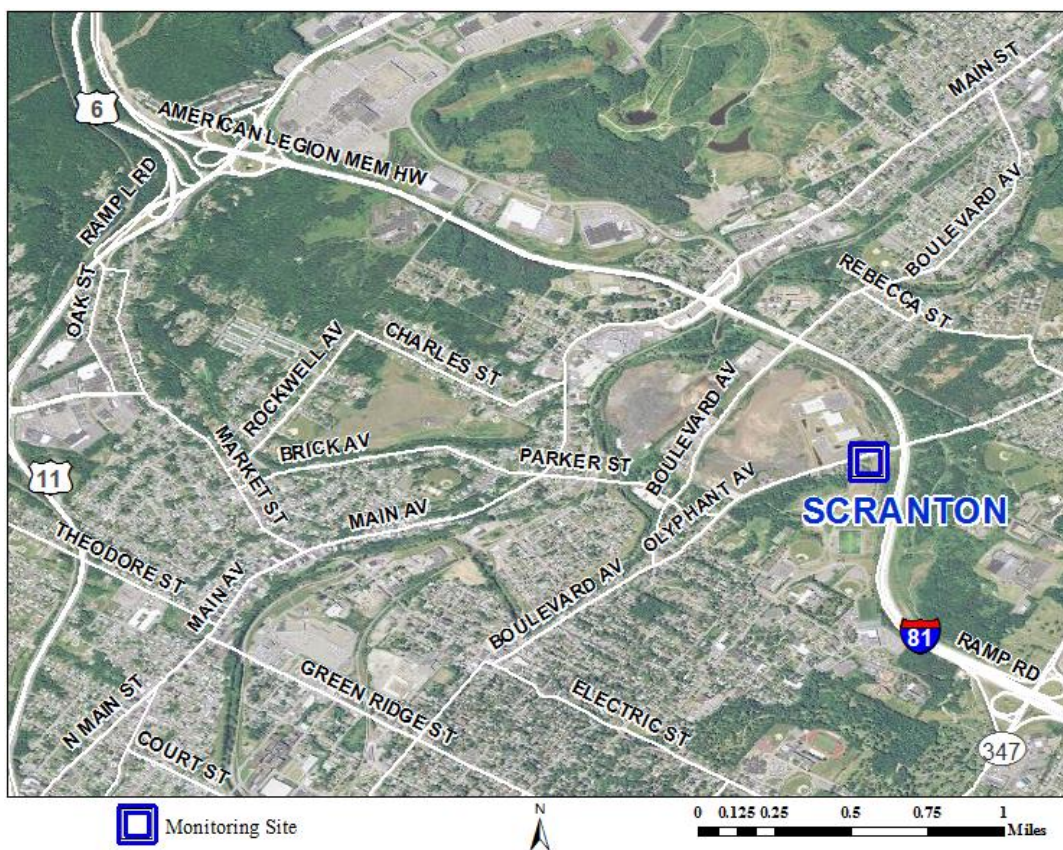 6
AMERICAN LEGION MEM HW
MAIN ST
RAMP L RD
BOULEVARD AV
OAK ST
REBECCA ST
ROCKWELL AV
CHARLES ST
BOULEVARD AV
MARKET ST
BRICK AV
PARKER ST
11
OLYPHANT AV
SCRANTON
MAIN AV
THEODORE ST
MAIN AV
BOULEVARD AV
81
RAMP RD
GREEN RIDGE ST
ELECTRIC ST
N MAIN ST
COURT ST
347
Monitoring Site
N
0 0.125 0.25 0.5 0.75 1
Miles